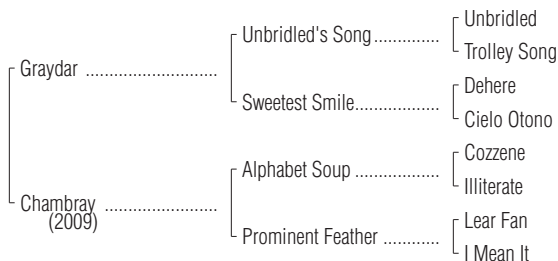 Unbridled
Unbridled's Song..............
Trolley Song
Graydar ............................
Dehere
Sweetest Smile..................
Cielo Otono
Cozzene
Alphabet Soup ..................
Illiterate
Chambray ........................
(2009)
Lear Fan
Prominent Feather ............
I Mean It